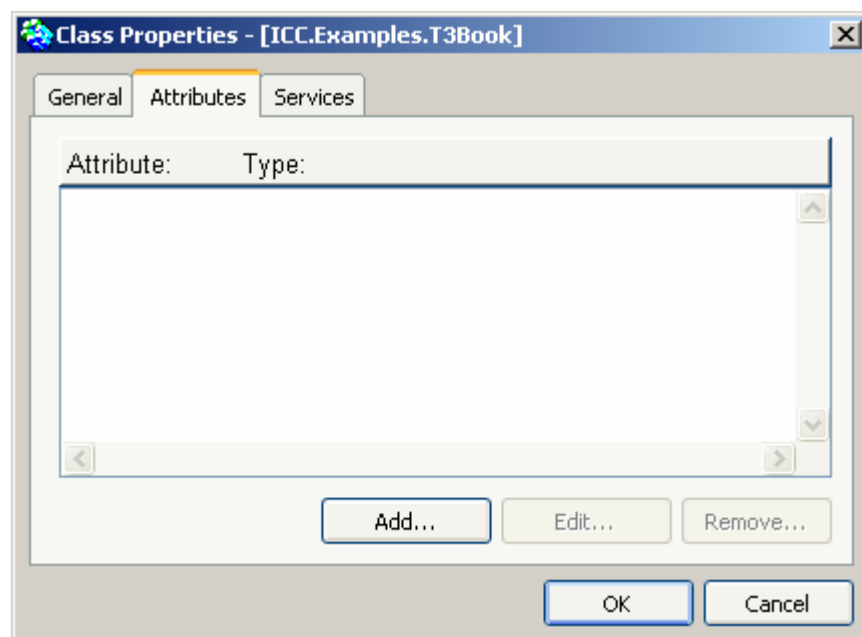 Class Properties - [ICC.Examples.T3Book]
General Attributes Services
Attribute: Type:
Add... Edit... Remove...
OK Cancel